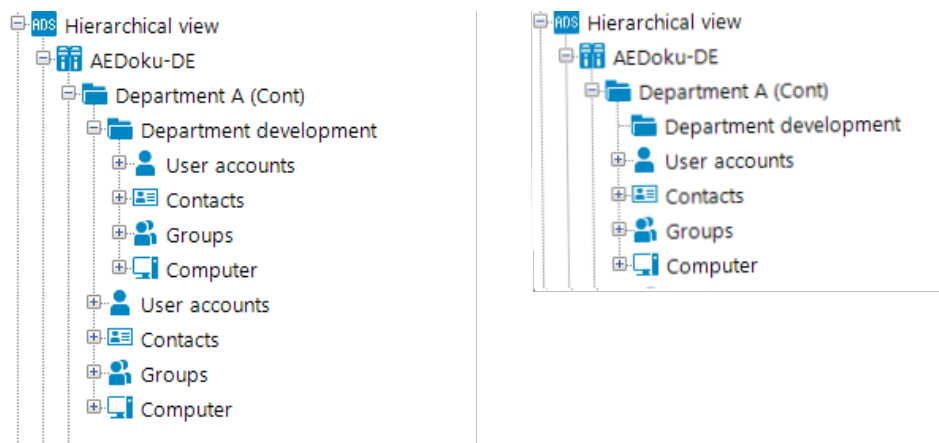 ADS Hierarchical view
AEDoku-DE
Department A (Cont)
Department development
User accounts
Contacts
Groups
Computer
User accounts
Contacts
Groups
Computer
ADS Hierarchical view
AEDoku-DE
Department A (Cont)
Department development
User accounts
Contacts
Groups
Computer